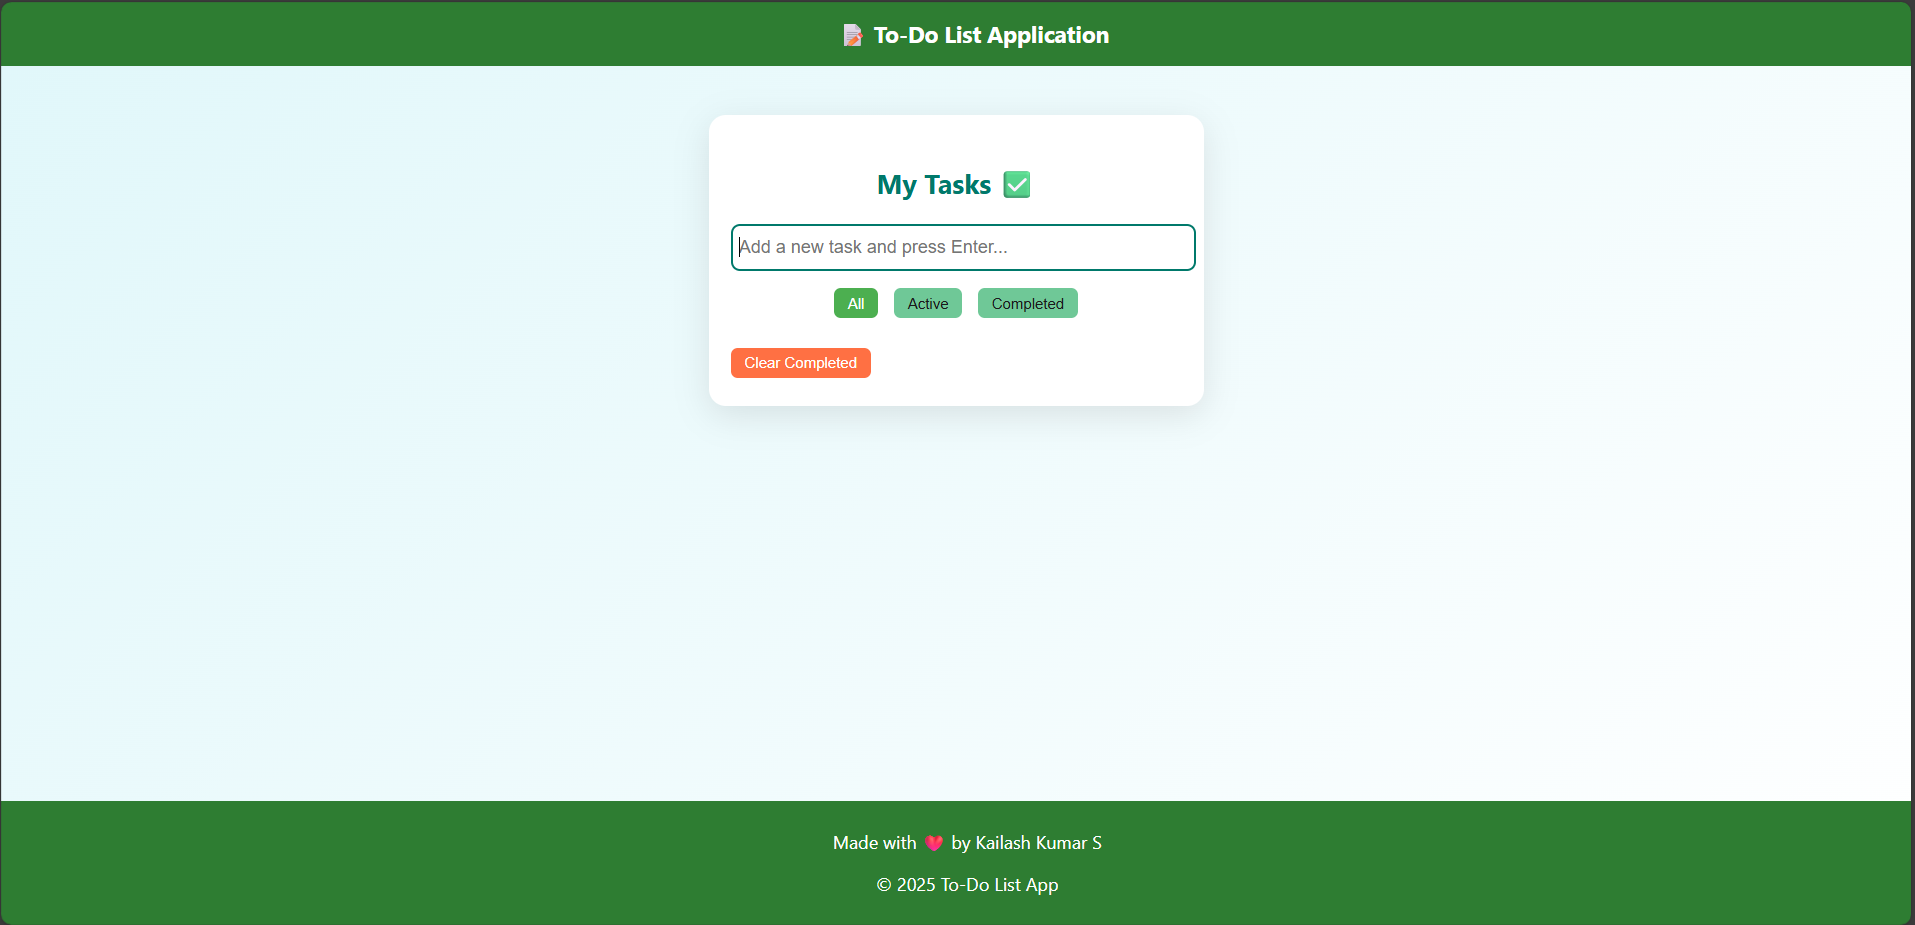 📝 To-Do List Application
My Tasks ✅
Add a new task and press Enter...
All Active Completed
Clear Completed
Made with 💗 by Kailash Kumar S
© 2025 To-Do List App